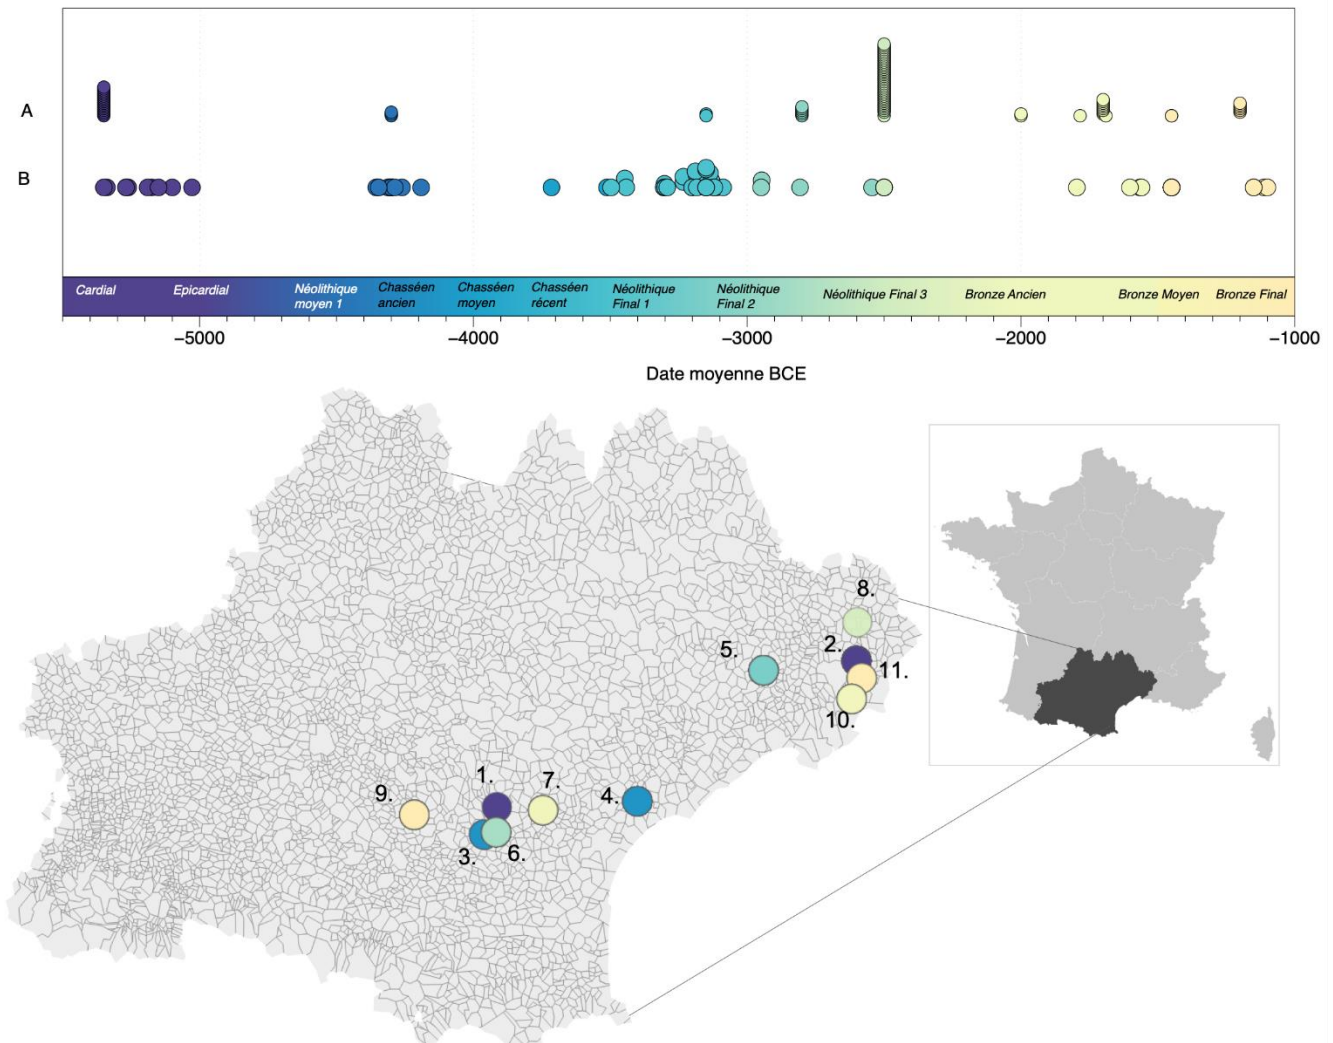 A
B
Cardial
Epicardial
Néolithique
moyen 1
Chasséen
ancien
Chasséen
moyen
Chasséen
récent
Néolithique
Final 1
Néolithique
Final 2
Néolithique Final 3
Bronze Ancien
Bronze Moyen
Bronze Final
−5000
−4000
−3000
−2000
−1000
Date moyenne BCE
8.
2.
5.
11.
10.
1.
7.
9.
4.
3.
6.